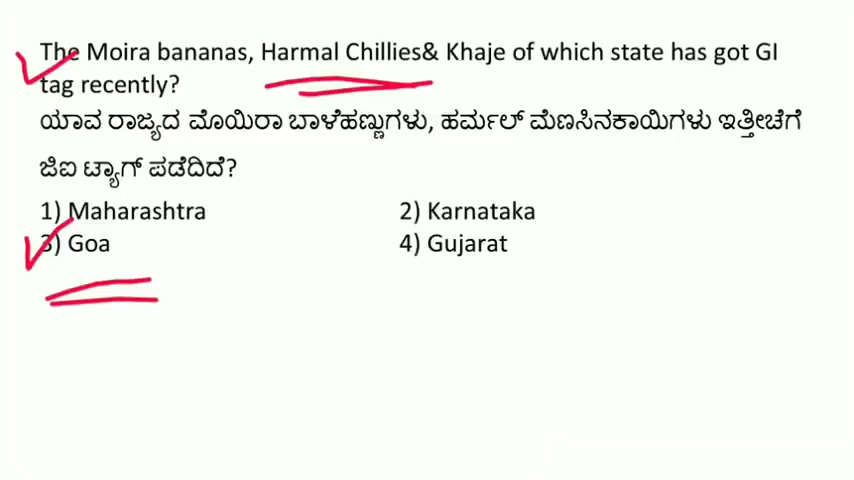 The Moira bananas, Harmal Chillies& Khaje of which state has got GI
tag recently?
ಯಾವ ರಾಜ್ಯದ ಮೊಯಿರಾ ಬಾಳೆಹಣ್ಣುಗಳು, ಹರ್ಮಲ್ ಮೆಣಸಿನಕಾಯಿಗಳು ಇತ್ತೀಚೆಗೆ
ಜಿಐ ಟ್ಯಾಗ್ ಪಡೆದಿದೆ?
1) Maharashtra 2) Karnataka
3) Goa 4) Gujarat